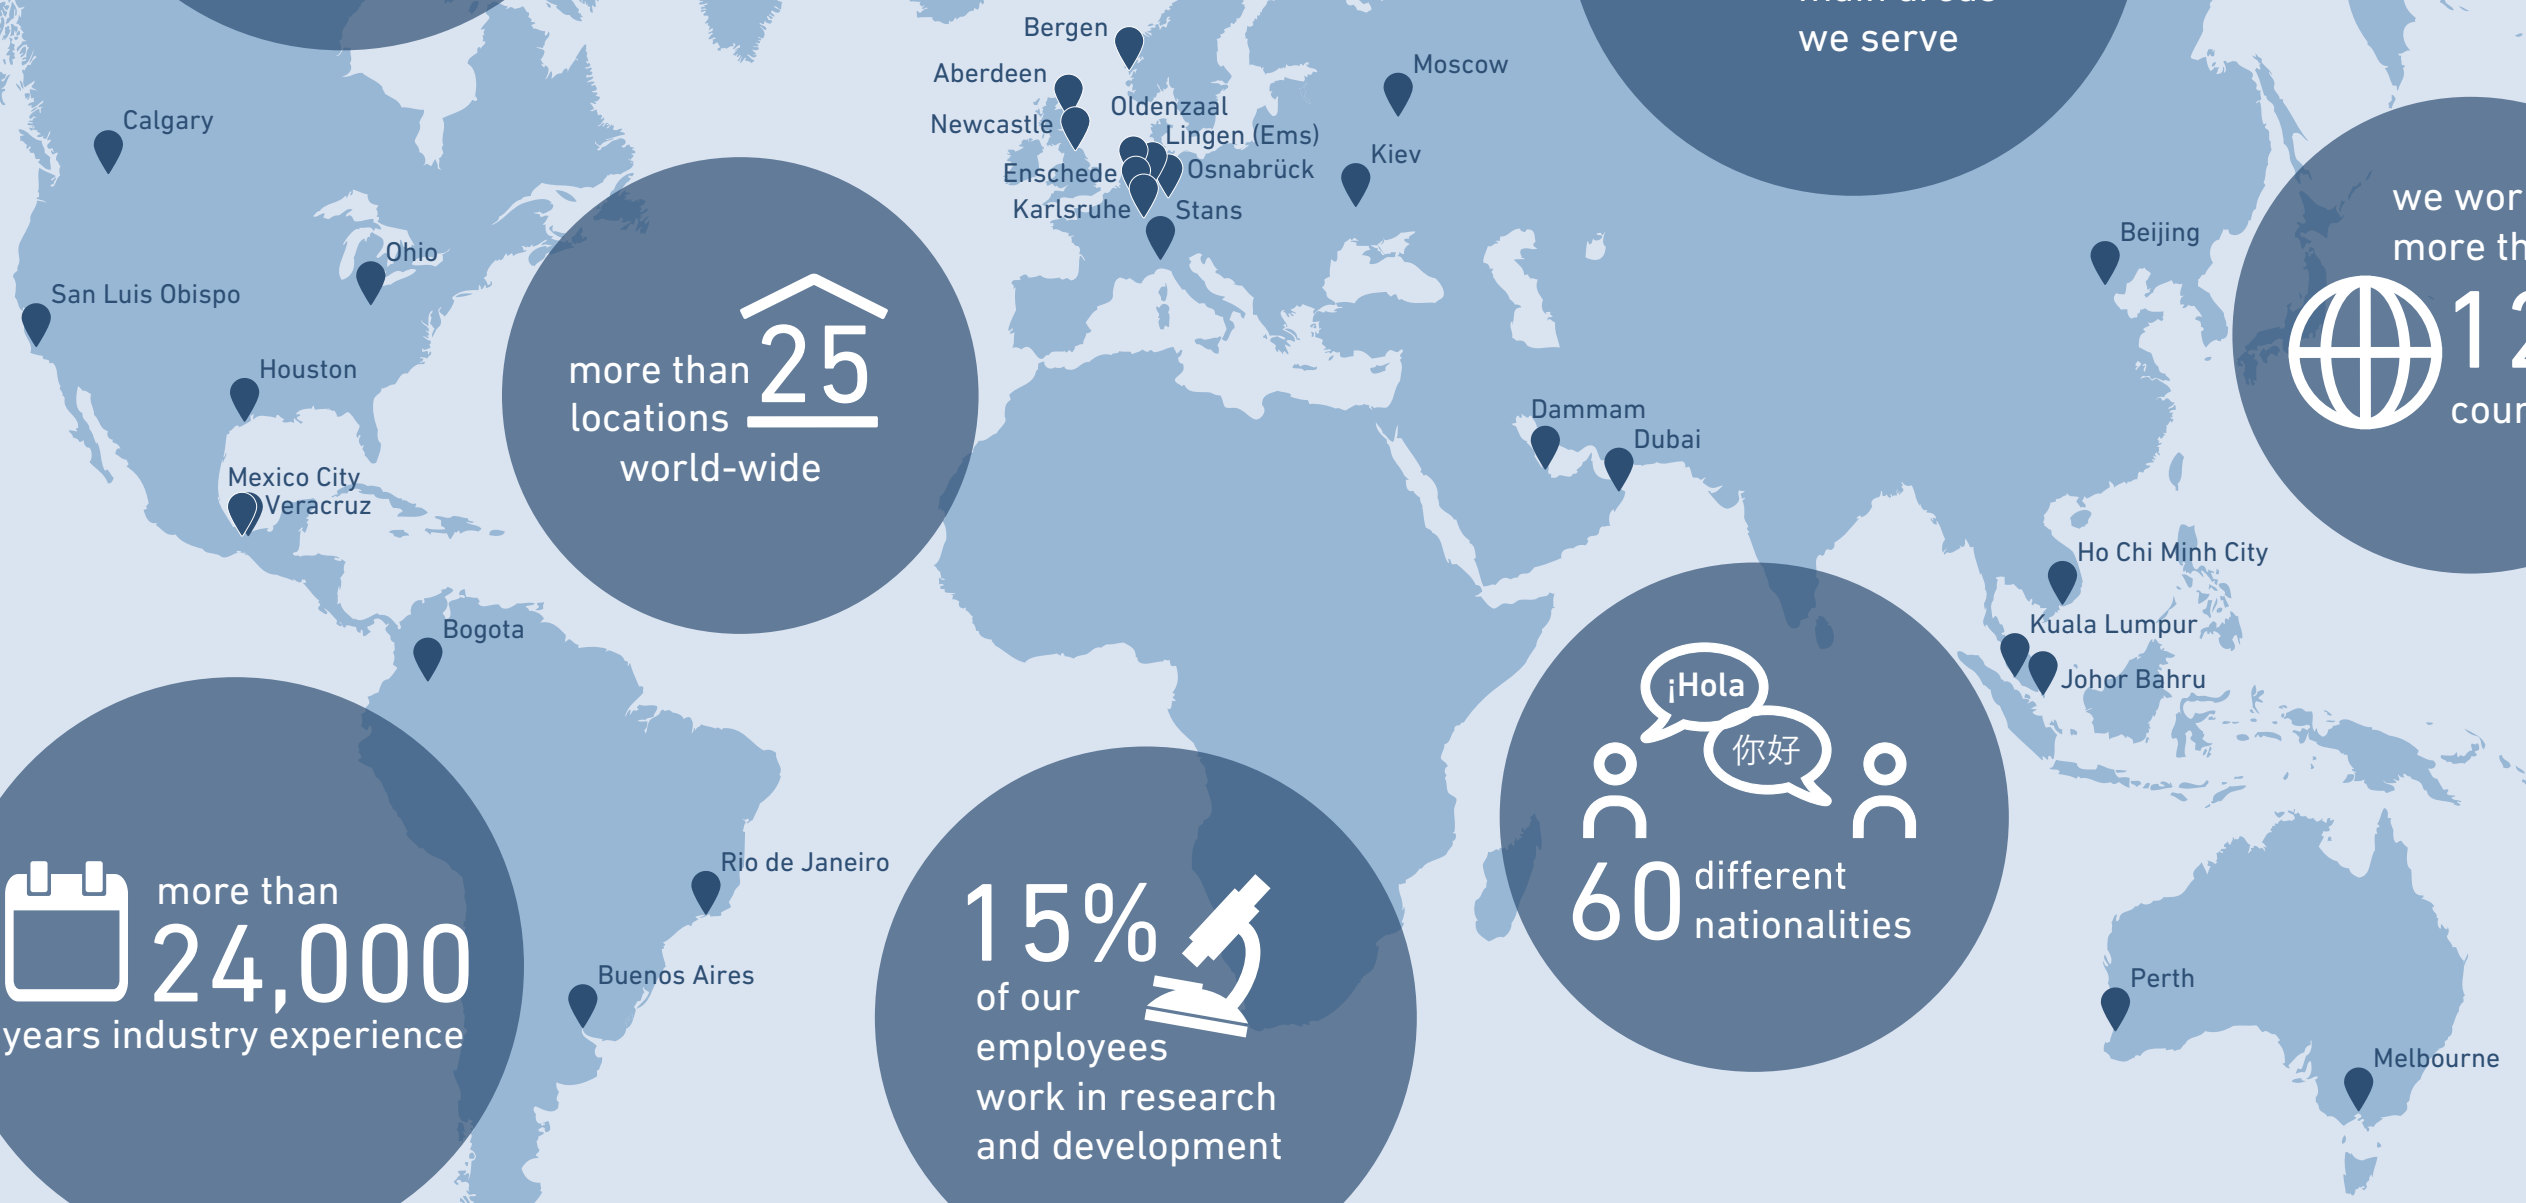 we serve
Bergen
Aberdeen
Moscow
Oldenzaal
Newcastle
Lingen (Ems)
Calgary
Kiev
Enschede
Osnabrück
Karlsruhe
Stans
Ohio
San Luis Obispo
Beijing
more than 25
locations
world-wide
we
Houston
Dammam
Dubai
Mexico City
Veracruz
Ho Chi Minh City
Kuala Lumpur
Johor Bahru
Bogota
¡Hola
你好
60 different
nationalities
Rio de Janeiro
more than
24,000
years industry experience
15%
of our
employees
work in research
and development
Buenos Aires
Perth
Melbourne